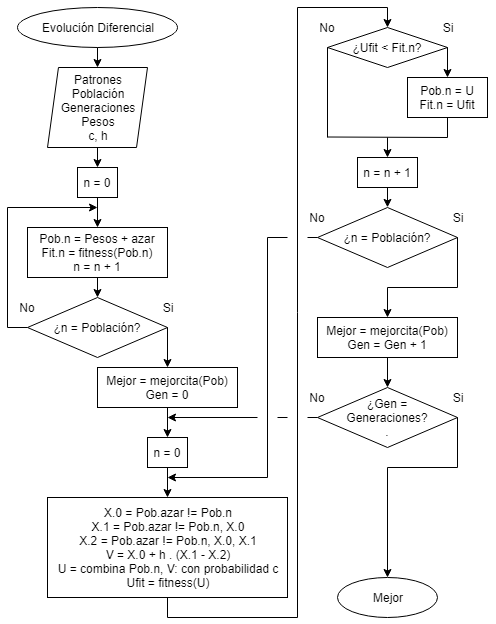 Evolución Diferencial
Patrones
Población
Generaciones
Pesos
c, h
n = 0
Pob.n = Pesos + azar
Fit.n = fitness(Pob.n)
n = n + 1
No
Si
¿n = Población?
Mejor = mejorcita(Pob)
Gen = 0
n = 0
X.0 = Pob.azar != Pob.n
X.1 = Pob.azar != Pob.n, X.0
X.2 = Pob.azar != Pob.n, X.0, X.1
V = X.0 + h . (X.1 - X.2)
U = combina Pob.n, V: con probabilidad c
Ufit = fitness(U)
No
Si
¿Ufit < Fit.n?
Pob.n = U
Fit.n = Ufit
n = n + 1
No
Si
¿n = Población?
Mejor = mejorcita(Pob)
Gen = Gen + 1
No
Si
¿Gen =
Generaciones?
.
Mejor